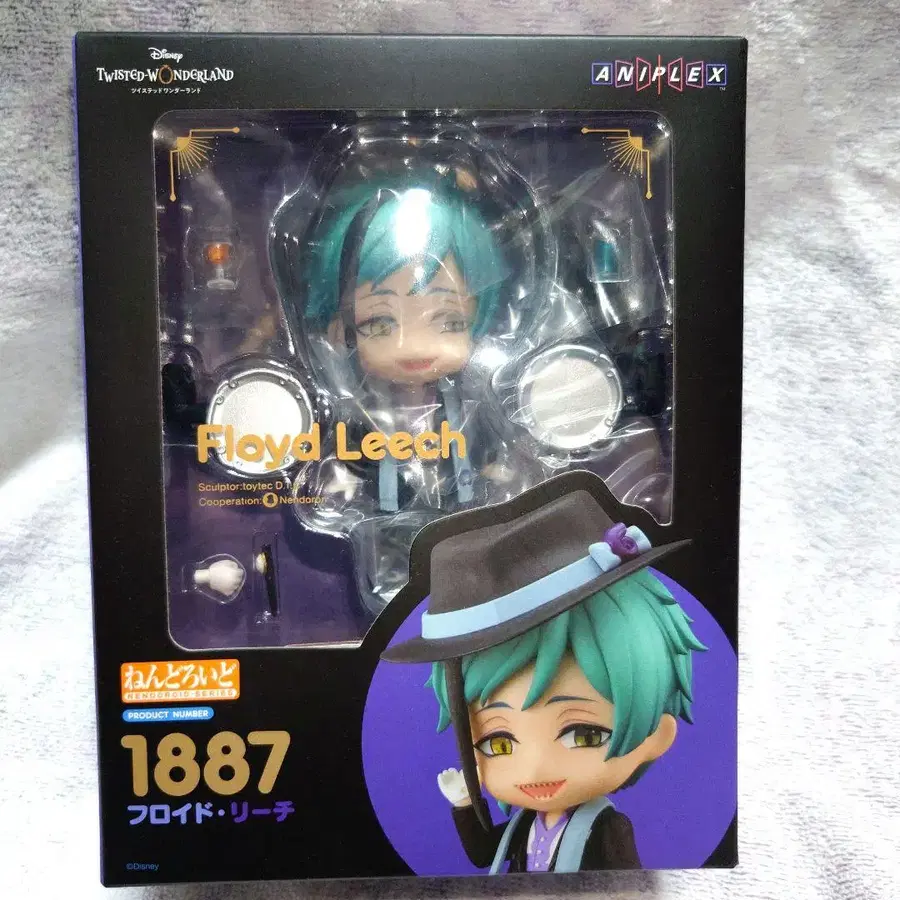 Disney
TWISTED-WONDERLAND
ツイステッドワンダーランド
ANIPLEX
Floyd Leech
Sculptor:toytec D.T.
Cooperation: Nendoron
ねんどろいど
NENDOROID SERIES
PRODUCT NUMBER
1887
フロイド・リーチ
©Disney